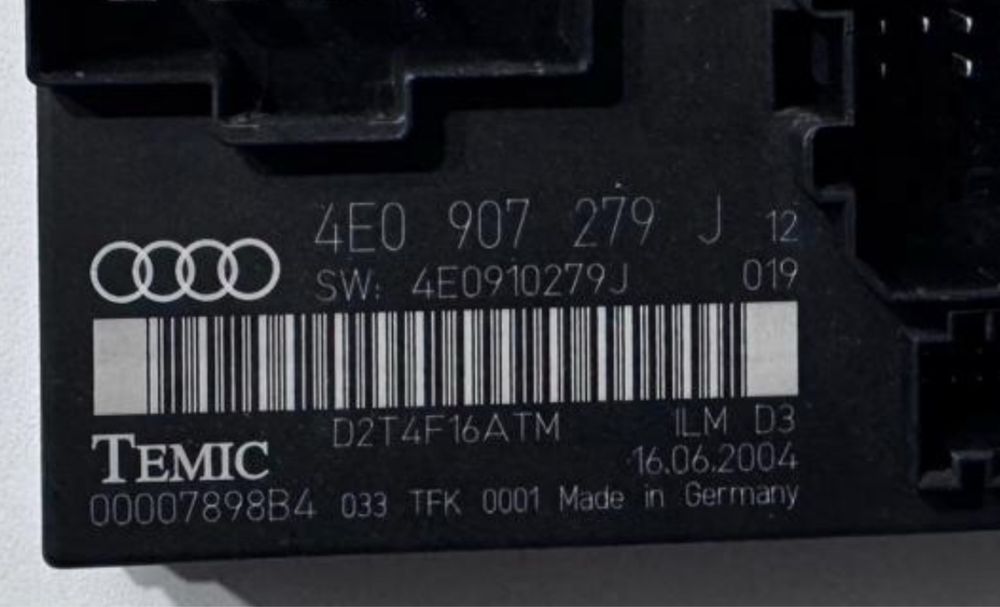 4E0 907 279 J 12
SW: 4E0910279J 019
D2T4F16ATM ILM D3
TEMIC 16.06.2004
00007898B4 033 TFK 0001 Made in Germany